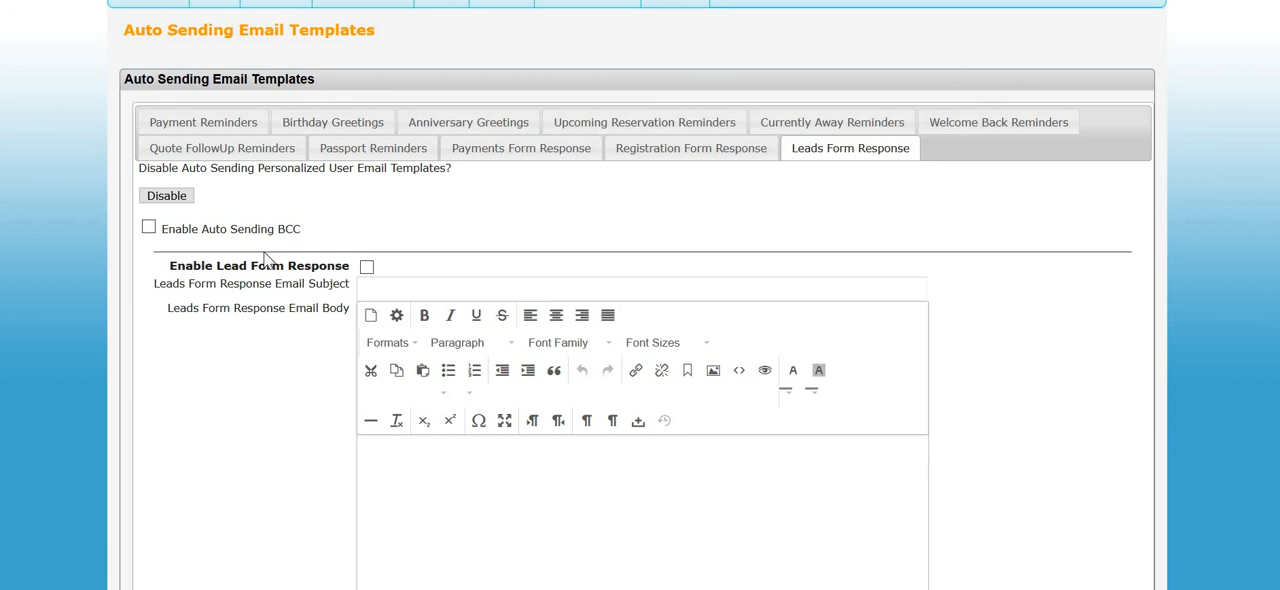 Auto Sending Email Templates
Auto Sending Email Templates
Payment Reminders Birthday Greetings Anniversary Greetings Upcoming Reservation Reminders Currently Away Reminders Welcome Back Reminders
Quote FollowUp Reminders Passport Reminders Payments Form Response Registration Form Response Leads Form Response
Disable Auto Sending Personalized User Email Templates?
Disable
Enable Auto Sending BCC
Enable Lead Form Response
Leads Form Response Email Subject
Leads Form Response Email Body
Formats Paragraph Font Family Font Sizes